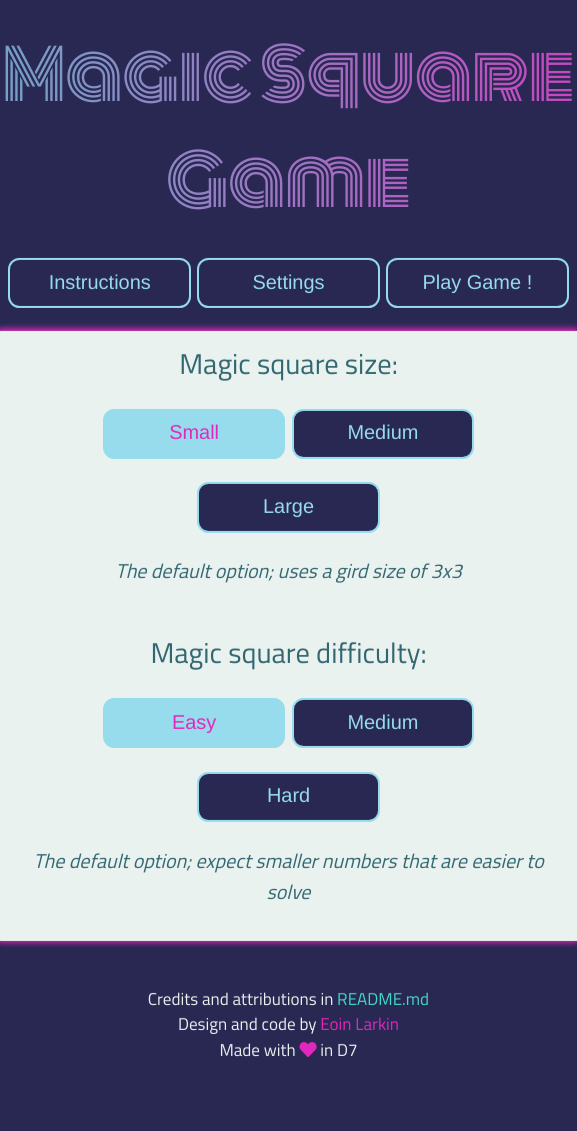 Magic Square
Game
Instructions Settings Play Game !
Magic square size:
Small Medium
Large
The default option; uses a gird size of 3x3
Magic square difficulty:
Easy Medium
Hard
The default option; expect smaller numbers that are easier to
solve
Credits and attributions in README.md
Design and code by Eoin Larkin
Made with in D7